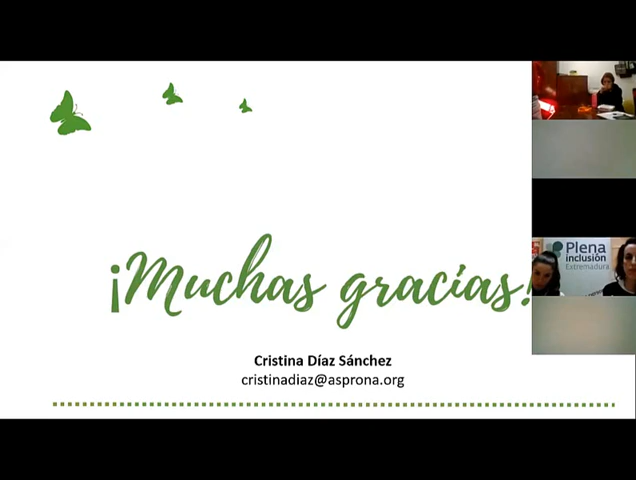 ¡Muchas gracias!
Cristina Díaz Sánchez
cristinadiaz@asprona.org
Plena
inclusión
Extremadura